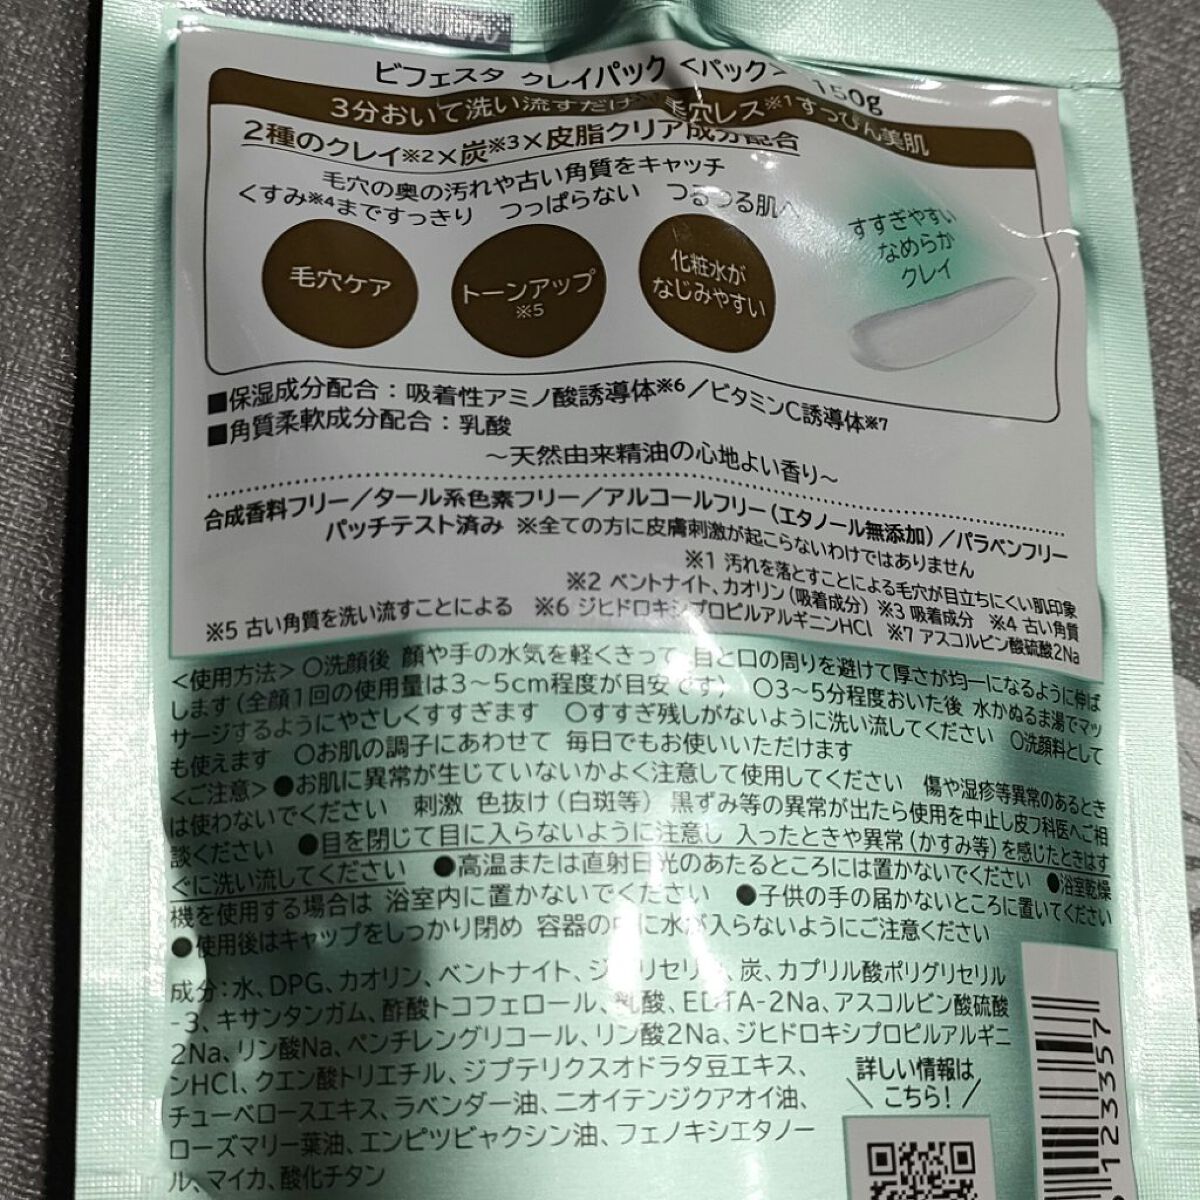 ビフェスタ クレイパック <パック> 150g
3分おいて洗い流すだけ 毛穴レス※1すっぴん美肌
2種のクレイ※2×炭※3×皮脂クリア成分配合
毛穴の奥の汚れや古い角質をキャッチ
くすみ※4まですっきり つっぱらない つるつる肌へ
毛穴ケア
トーンアップ
※5
化粧水が
なじみやすい
すすぎやすい
なめらか
クレイ
■保湿成分配合：吸着性アミノ酸誘導体※6／ビタミンC誘導体※7
■角質柔軟成分配合：乳酸
～天然由来精油の心地よい香り～
合成香料フリー／タール系色素フリー／アルコールフリー（エタノール無添加）／パラベンフリー
パッチテスト済み ※全ての方に皮膚刺激が起こらないわけではありません
※1 汚れを落とすことによる毛穴が目立ちにくい肌印象
※2 ベントナイト、カオリン（吸着成分） ※3 吸着成分 ※4 古い角質
※5 古い角質を洗い流すことによる ※6 ジヒドロキシプロピルアルギニンHCl ※7 アスコルビン酸硫酸2Na
<使用方法> ○洗顔後 顔や手の水気を軽くきって 目と口の周りを避けて厚さが均一になるように伸ば
します（全顔1回の使用量は3～5cm程度が目安です） ○3～5分程度おいた後 水かぬるま湯でマッ
サージするようにやさしくすすぎます ○すすぎ残しがないように洗い流してください ○洗顔料として
も使えます ○お肌の調子にあわせて 毎日でもお使いいただけます
<ご注意> ●お肌に異常が生じていないかよく注意して使用してください 傷や湿疹等異常のあるとき
は使わないでください 刺激 色抜け（白斑等） 黒ずみ等の異常が出たら使用を中止し皮フ科医へご相
談ください ●目を閉じて目に入らないように注意し 入ったときや異常（かすみ等）を感じたときはす
ぐに洗い流してください ●高温または直射日光のあたるところには置かないでください ●浴室乾燥
機を使用する場合は 浴室内に置かないでください ●子供の手の届かないところに置いてください
●使用後はキャップをしっかり閉め 容器の中に水が入らないようにご注意ください
成分：水、DPG、カオリン、ベントナイト、ジグリセリン、炭、カプリル酸ポリグリセリル
-3、キサンタンガム、酢酸トコフェロール、乳酸、EDTA-2Na、アスコルビン酸硫酸
2Na、リン酸Na、ペンチレングリコール、リン酸2Na、ジヒドロキシプロピルアルギニ
ンHCl、クエン酸トリエチル、ジプテリクスオドラタ豆エキス、
チューベロースエキス、ラベンダー油、ニオイテンジクアオイ油、
ローズマリー葉油、エンピツビャクシン油、フェノキシエタノー
ル、マイカ、酸化チタン
詳しい情報は
こちら！
123357